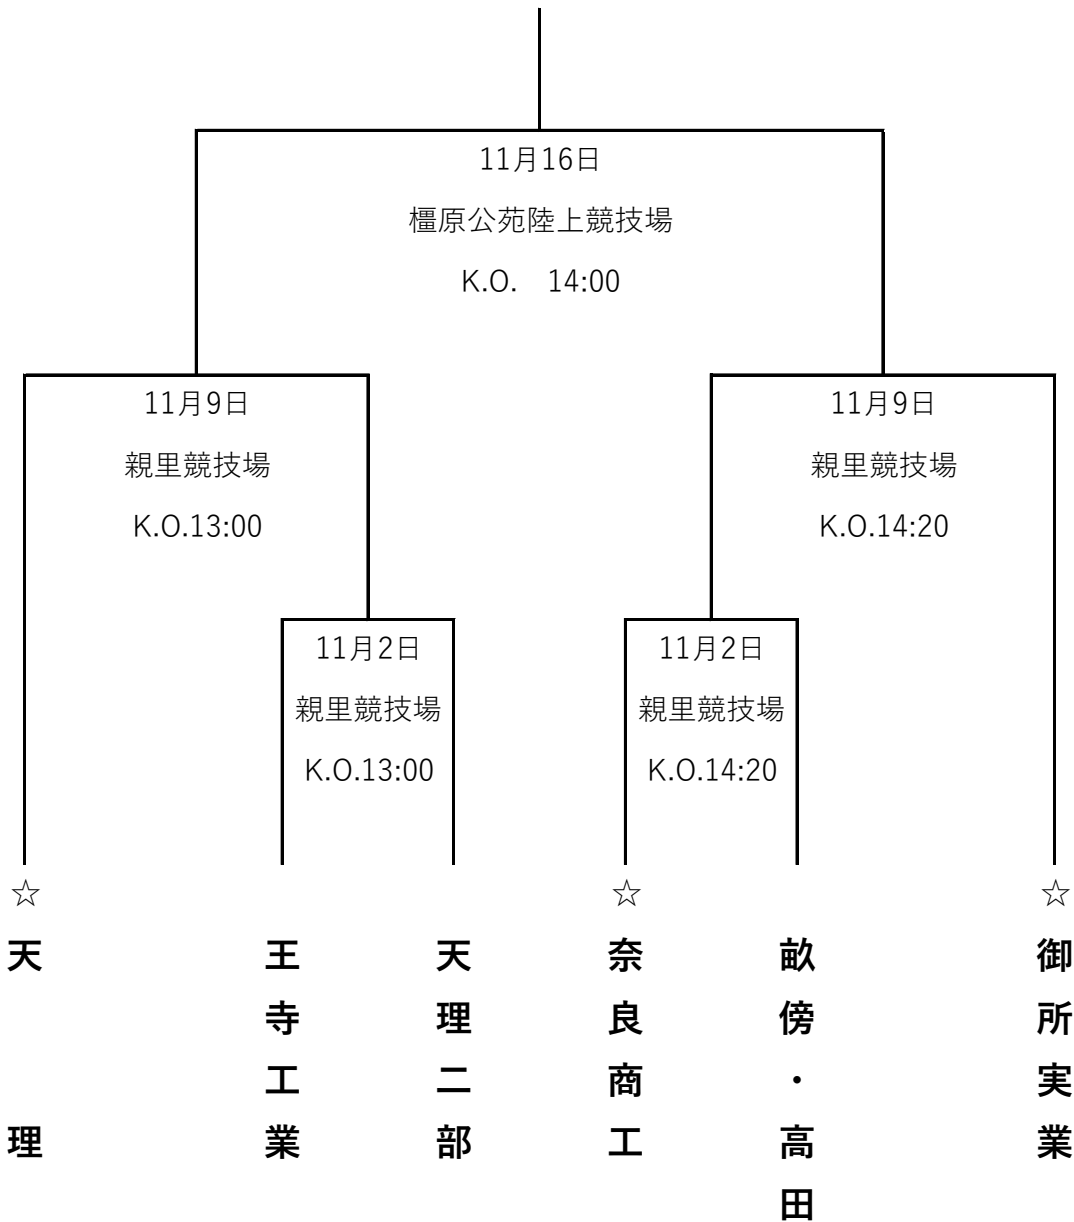 11月16日
橿原公苑陸上競技場
K.O.　14:00
11月9日
親里競技場
K.O.13:00
11月9日
親里競技場
K.O.14:20
11月2日
親里競技場
K.O.13:00
11月2日
親里競技場
K.O.14:20
☆天　理
王寺工業
天理二部
☆奈良商工
畝傍・高田
☆御所実業